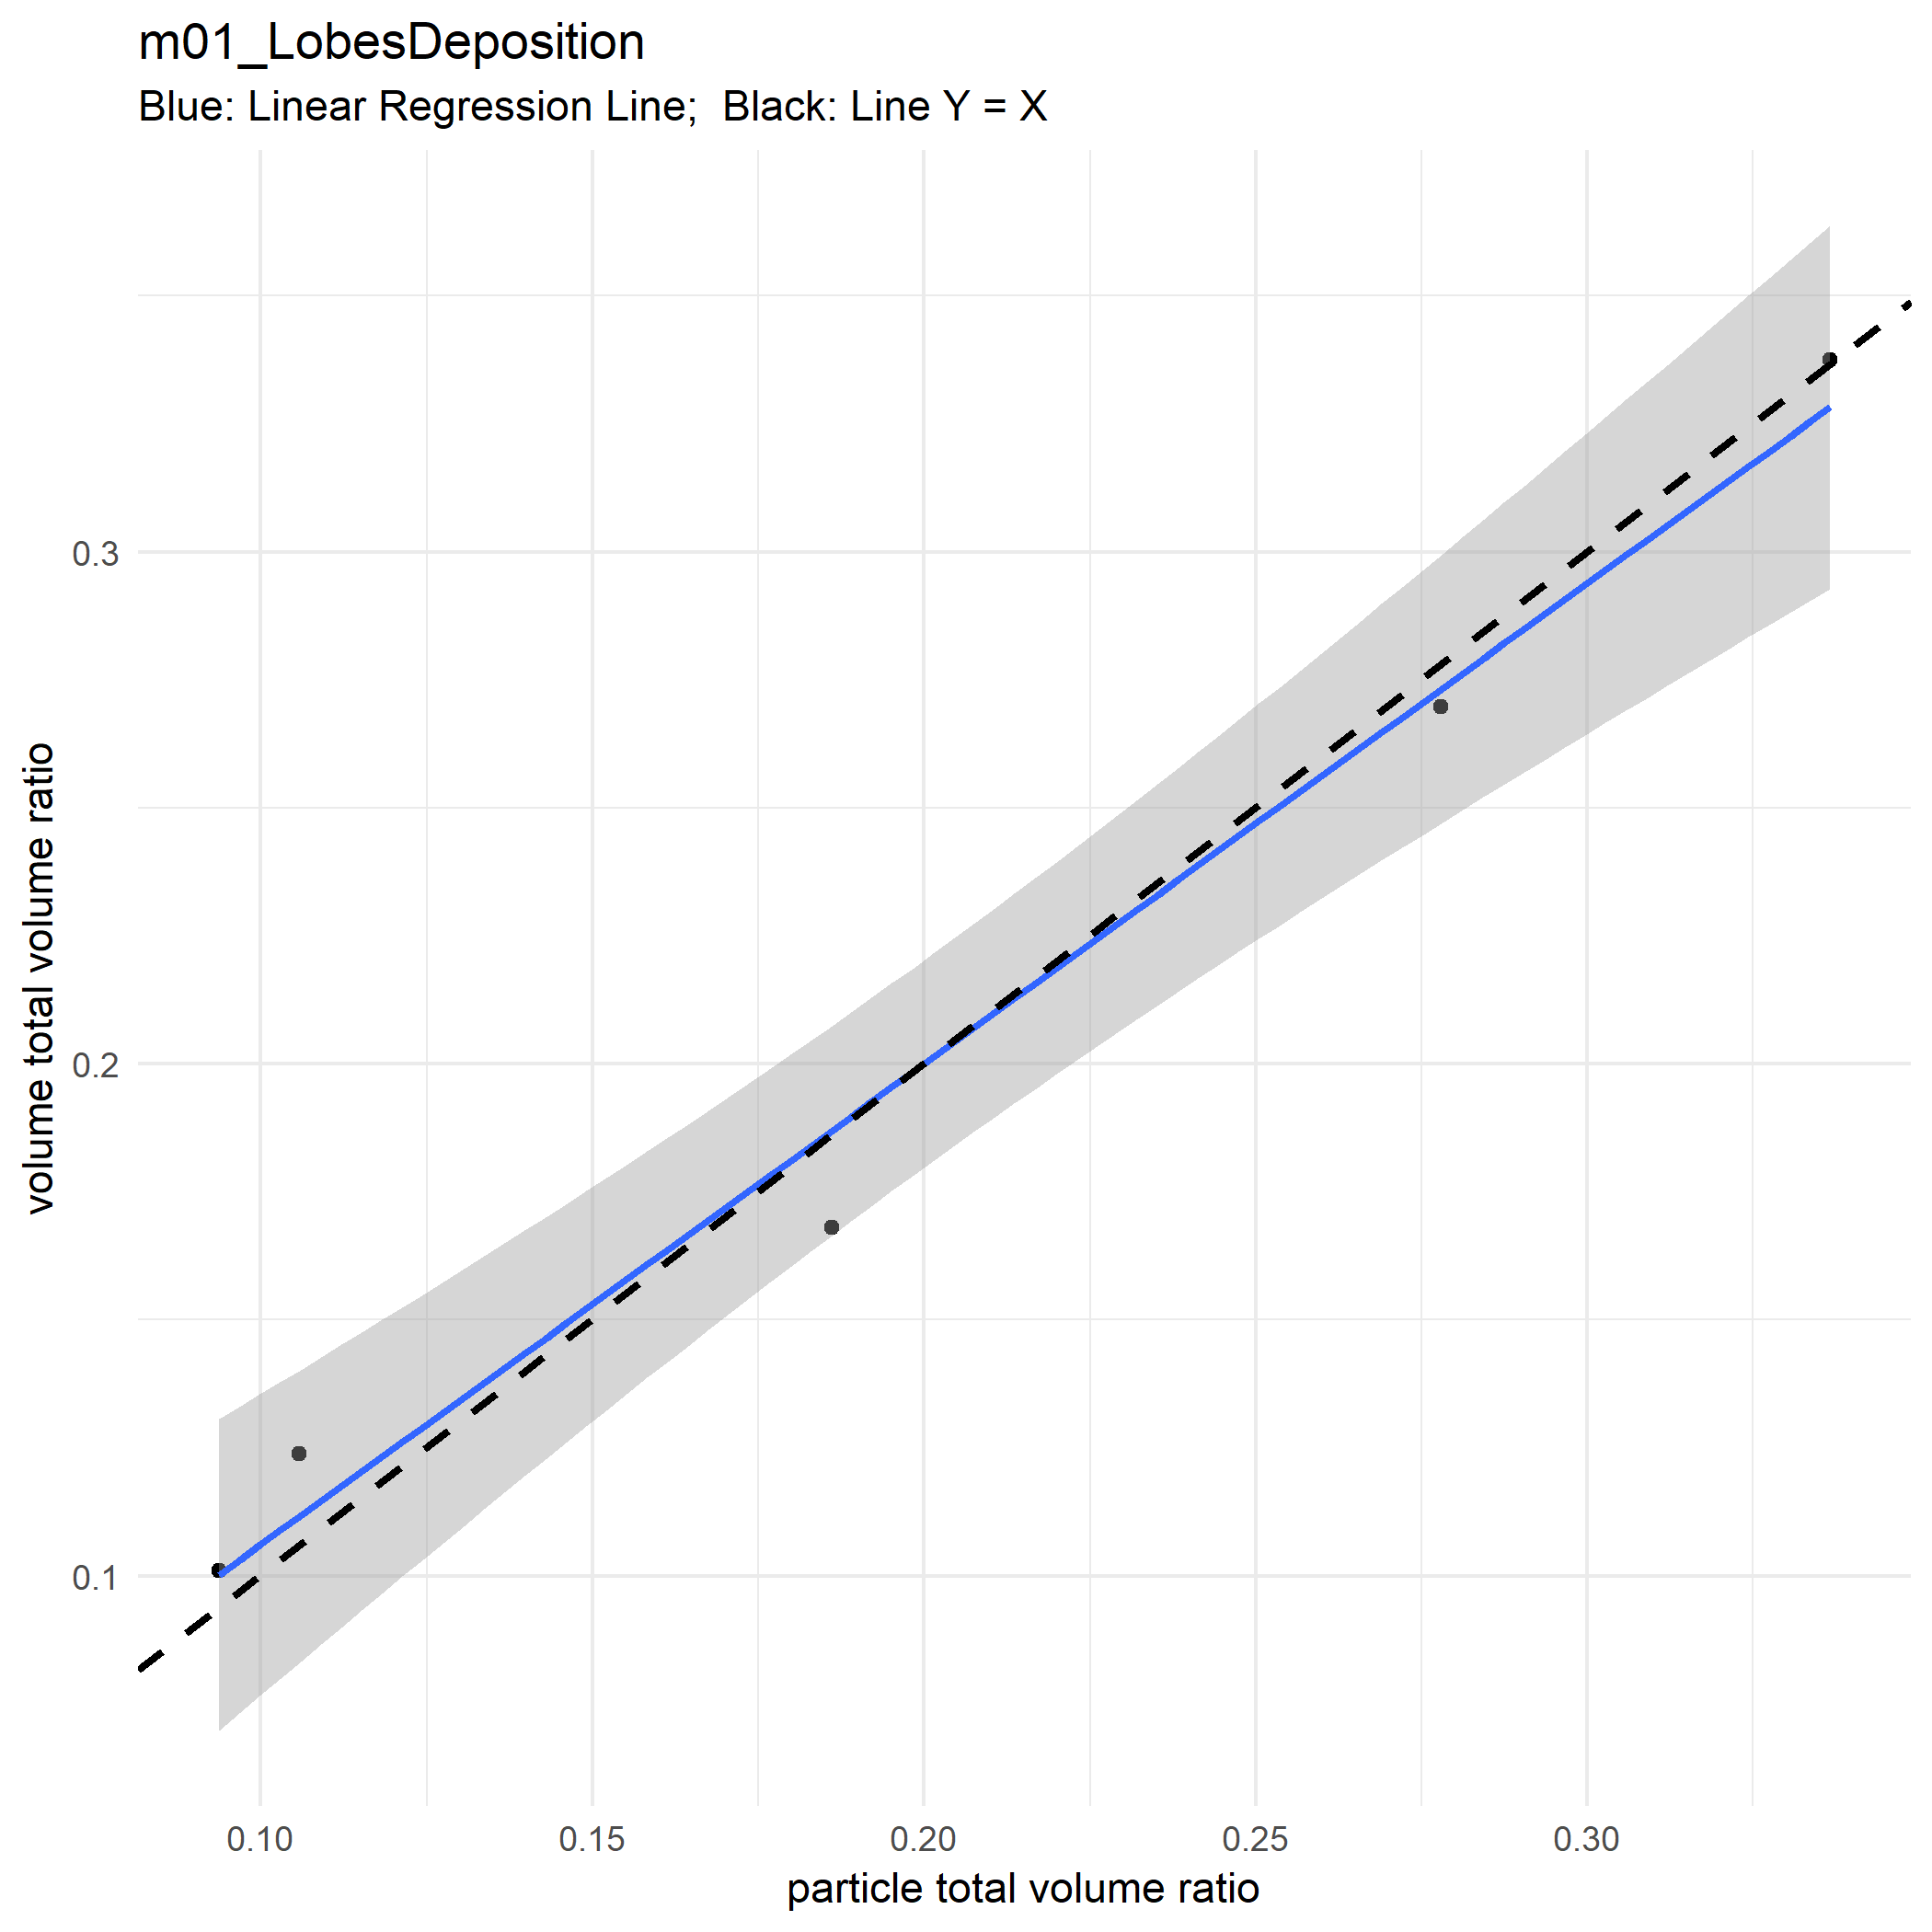 m01_LobesDeposition
Blue: Linear Regression Line;  Black: Line Y = X
volume total volume ratio
0.3
0.2
0.1
0.10 0.15 0.20 0.25 0.30
particle total volume ratio